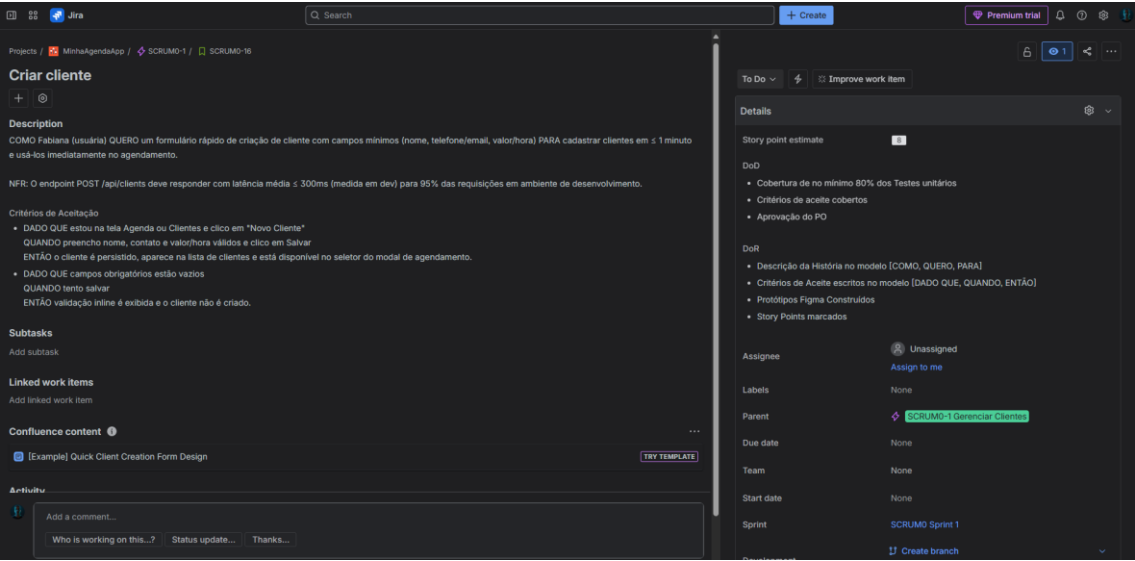 Jira
Search
+ Create
Premium trial
Projects / MinhaAgendaApp / SCRUM0-1 / SCRUM0-16
1
Criar cliente
To Do
Improve work item
Description
COMO Fabiana (usuária) QUERO um formulário rápido de criação de cliente com campos mínimos (nome, telefone/email, valor/hora) PARA cadastrar clientes em ≤ 1 minuto
e usá-los imediatamente no agendamento.
NFR: O endpoint POST /api/clients deve responder com latência média ≤ 300ms (medida em dev) para 95% das requisições em ambiente de desenvolvimento.
Critérios de Aceitação
• DADO QUE estou na tela Agenda ou Clientes e clico em "Novo Cliente"
QUANDO preencho nome, contato e valor/hora válidos e clico em Salvar
ENTÃO o cliente é persistido, aparece na lista de clientes e está disponível no seletor do modal de agendamento.
• DADO QUE campos obrigatórios estão vazios
QUANDO tento salvar
ENTÃO validação inline é exibida e o cliente não é criado.
Subtasks
Add subtask
Linked work items
Add linked work item
Confluence content
[Example] Quick Client Creation Form Design
TRY TEMPLATE
Activity
Add a comment...
Who is working on this...?
Status update...
Thanks...
Details
Story point estimate
8
DoD
• Cobertura de no mínimo 80% dos Testes unitários
• Critérios de aceite cobertos
• Aprovação do PO
DoR
• Descrição da História no modelo [COMO, QUERO, PARA]
• Critérios de Aceite escritos no modelo [DADO QUE, QUANDO, ENTÃO]
• Protótipos Figma Construídos
• Story Points marcados
Assignee
Unassigned
Assign to me
Labels
None
Parent
SCRUM0-1 Gerenciar Clientes
Due date
None
Team
None
Start date
None
Sprint
SCRUM0 Sprint 1
Development
Create branch